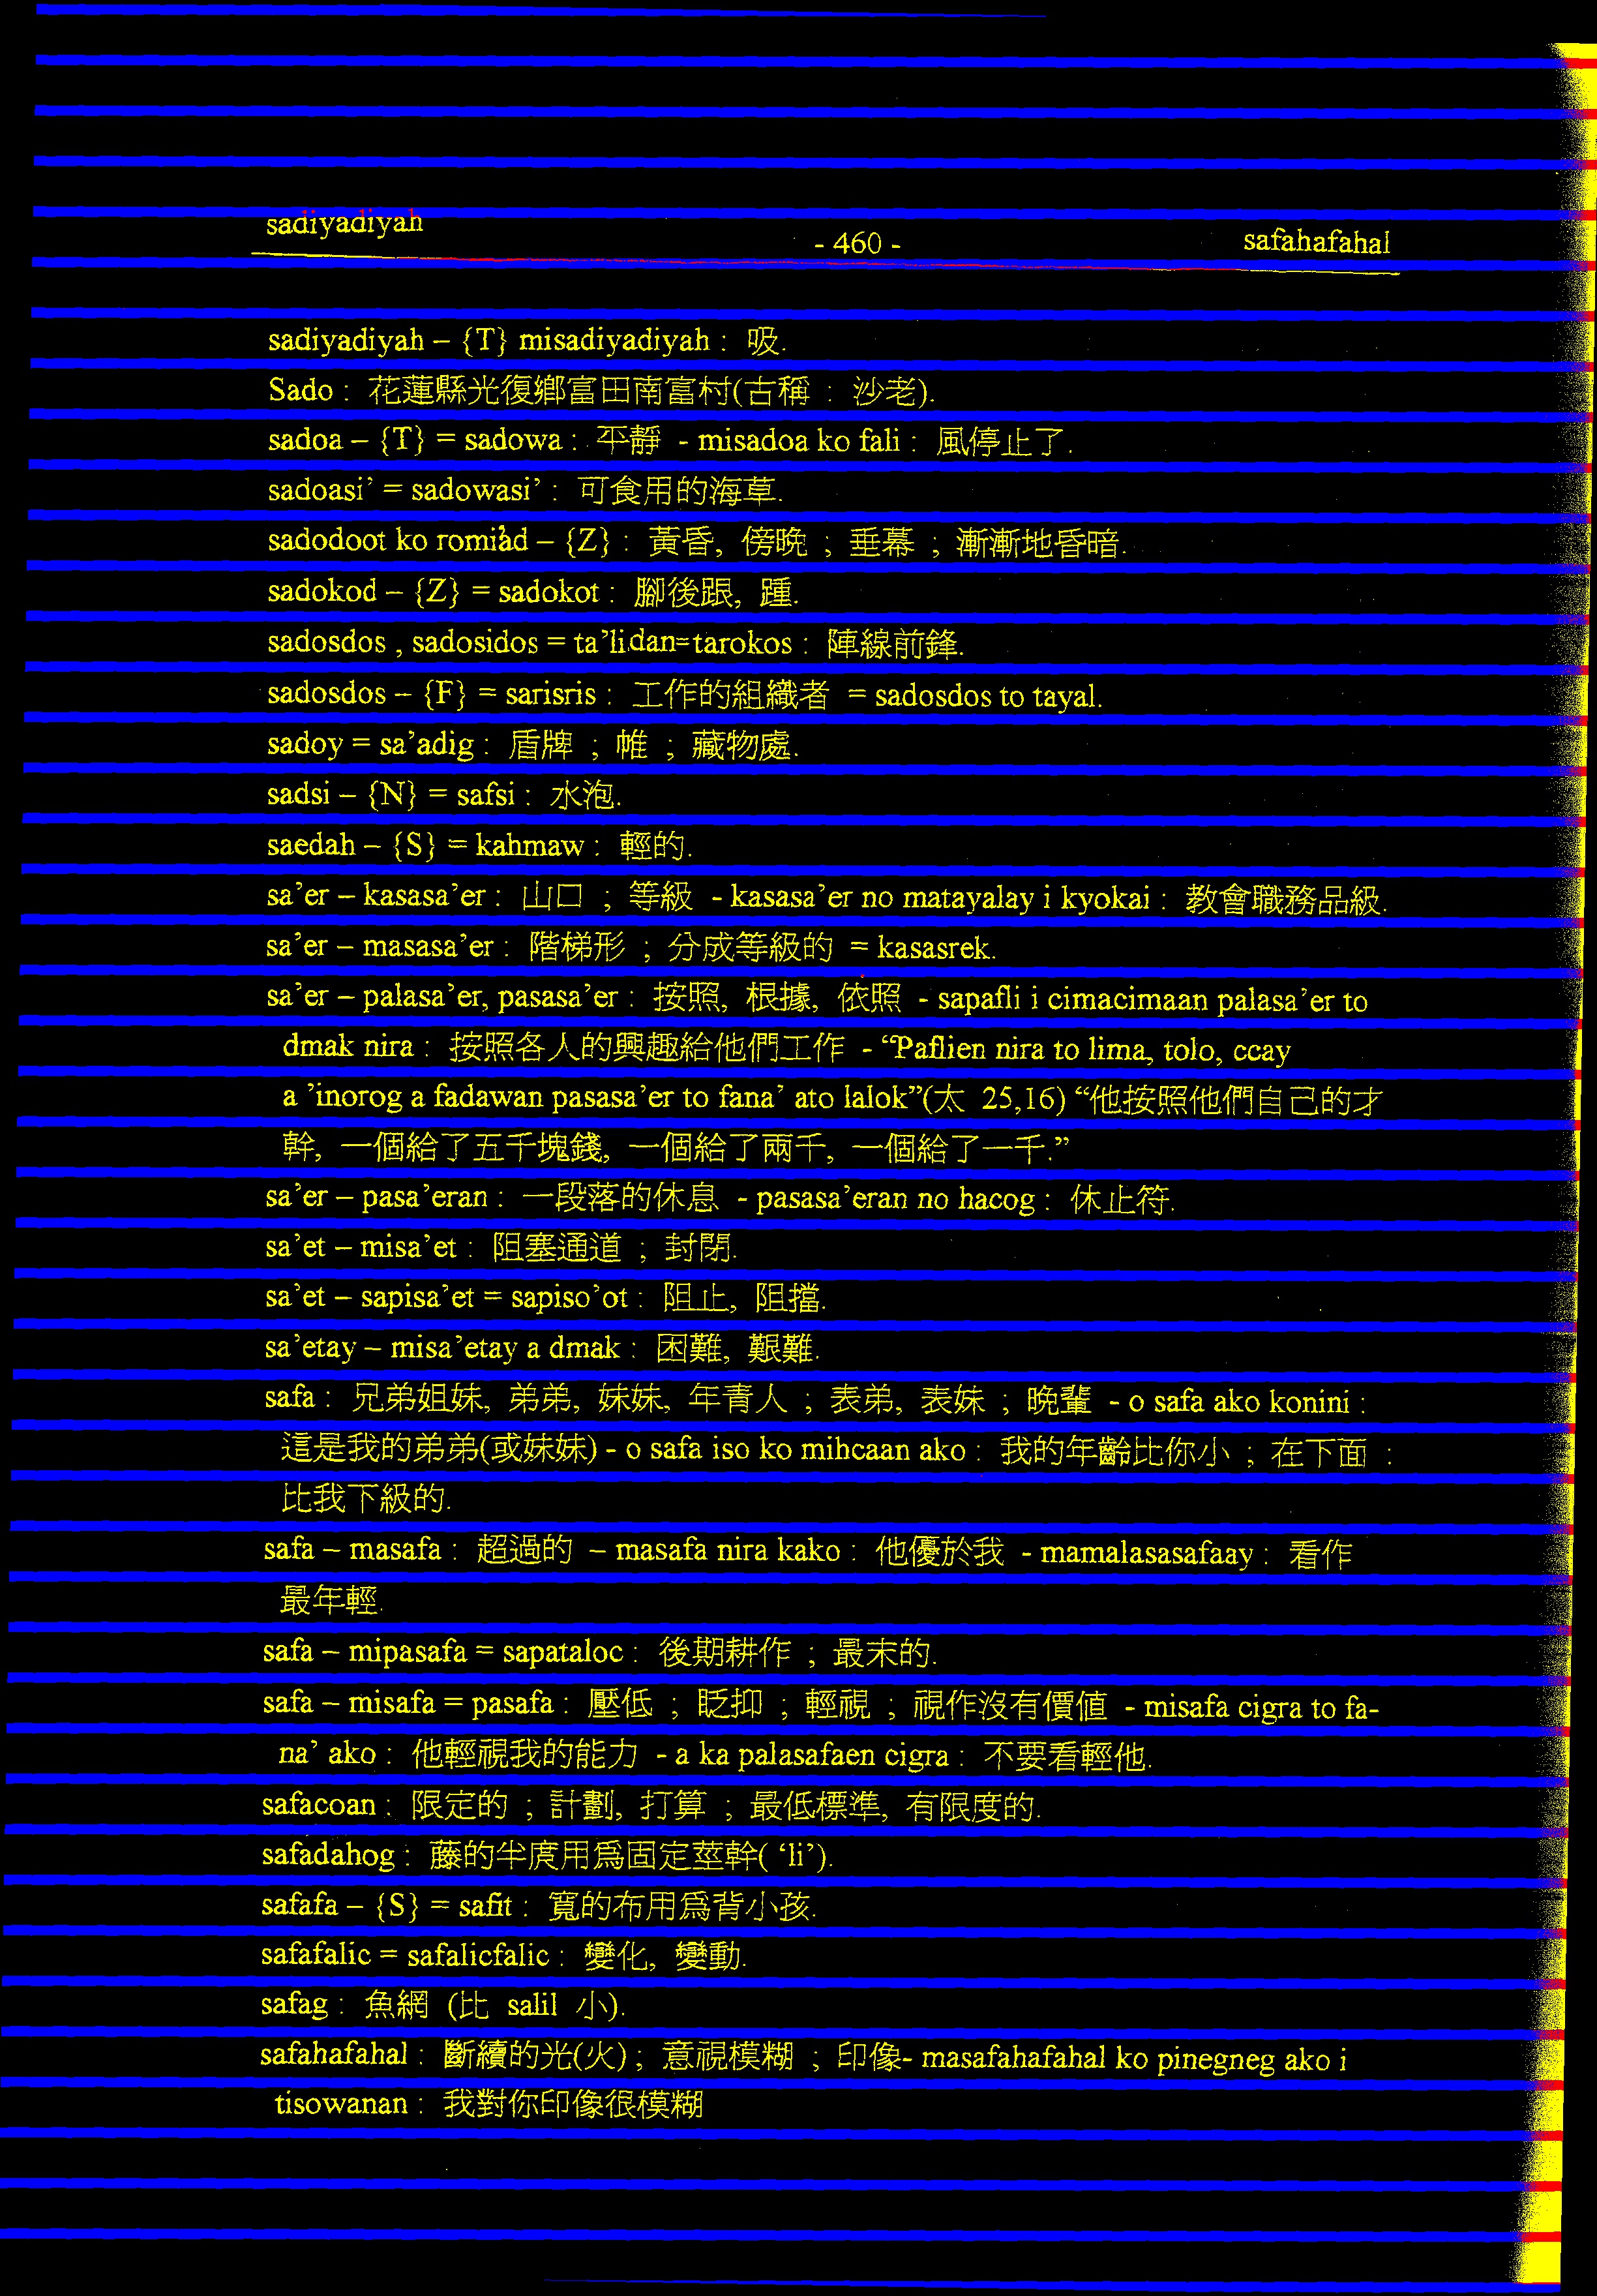 sadiyadiyah
- 460 -
safahafahal
sadiyadiyah – {T} misadiyadiyah : 吸.
Sado : 花蓮縣光復鄉富田南富村(古稱 : 沙老).
sadoa – {T} = sadowa : 平靜 - misadoa ko fali : 風停止了.
sadoasi’ = sadowasi’ : 可食用的海草.
sadodoot ko romiȧd – {Z} : 黃昏, 傍晚 ; 垂幕 ; 漸漸地昏暗.
sadokod – {Z} = sadokot : 腳後跟, 踵.
sadosdos , sadosidos = ta’lidan=tarokos : 陣線前鋒.
sadosdos – {F} = sarisris : 工作的組織者 = sadosdos to tayal.
sadoy = sa’adig : 盾牌 ; 帷 ; 藏物處.
sadsi – {N} = safsi : 水泡.
saedah – {S} = kahmaw : 輕的.
sa’er – kasasa’er : 山口 ; 等級 - kasasa’er no matayalay i kyokai : 教會職務品級.
sa’er – masasa’er : 階梯形 ; 分成等級的 = kasasrek.
sa’er – palasa’er, pasasa’er : 按照, 根據, 依照 - sapafli i cimacimaan palasa’er to
dmak nira : 按照各人的興趣給他們工作 - “Paflien nira to lima, tolo, ccay
a ’inorog a fadawan pasasa’er to fana’ ato lalok”(太 25,16) “他按照他們自己的才
幹, 一個給了五千塊錢, 一個給了兩千, 一個給了一千.”
sa’er – pasa’eran : 一段落的休息 - pasasa’eran no hacog : 休止符.
sa’et – misa’et : 阻塞通道 ; 封閉.
sa’et – sapisa’et = sapiso’ot : 阻止, 阻擋.
sa’etay – misa’etay a dmak : 困難, 艱難.
safa : 兄弟姐妹, 弟弟, 妹妹, 年青人 ; 表弟, 表妹 ; 晚輩 - o safa ako konini :
這是我的弟弟(或妹妹) - o safa iso ko mihcaan ako : 我的年齡比你小 ; 在下面 :
比我下級的.
safa – masafa : 超過的 – masafa nira kako : 他優於我 - mamalasasafaay : 看作
最年輕.
safa – mipasafa = sapataloc : 後期耕作 ; 最末的.
safa – misafa = pasafa : 壓低 ; 貶抑 ; 輕視 ; 視作沒有價值 - misafa cigra to fa-
na’ ako : 他輕視我的能力 - a ka palasafaen cigra : 不要看輕他.
safacoan : 限定的 ; 計劃, 打算 ; 最低標準, 有限度的.
safadahog : 藤的半度用為固定莖幹( ‘li’).
safafa – {S} = safit : 寬的布用為背小孩.
safafalic = safalicfalic : 變化, 變動.
safag : 魚網 (比 salil 小).
safahafahal : 斷續的光(火) ; 意視模糊 ; 印像- masafahafahal ko pinegneg ako i
tisowanan : 我對你印像很模糊